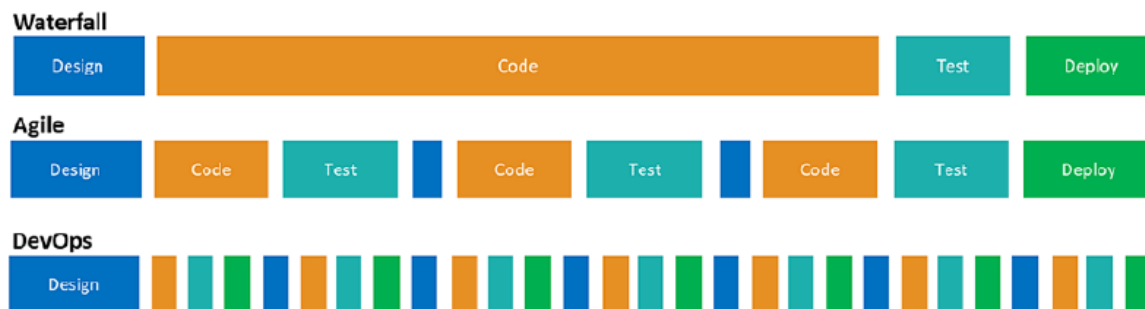 Waterfall
Design Code Test Deploy
Agile
Design Code Test Code Test Code Test Deploy
DevOps
Design